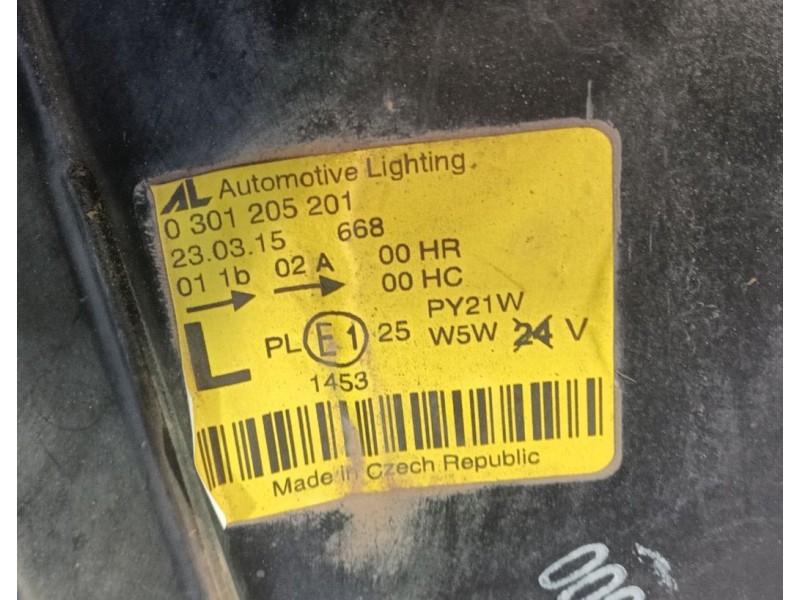 AL Automotive Lighting
0 301 205 201
23.03.15 668
01 1b 02 A 00 HR
00 HC
L PL E1 25 PY21W
W5W 24 V
1453
Made in Czech Republic
000